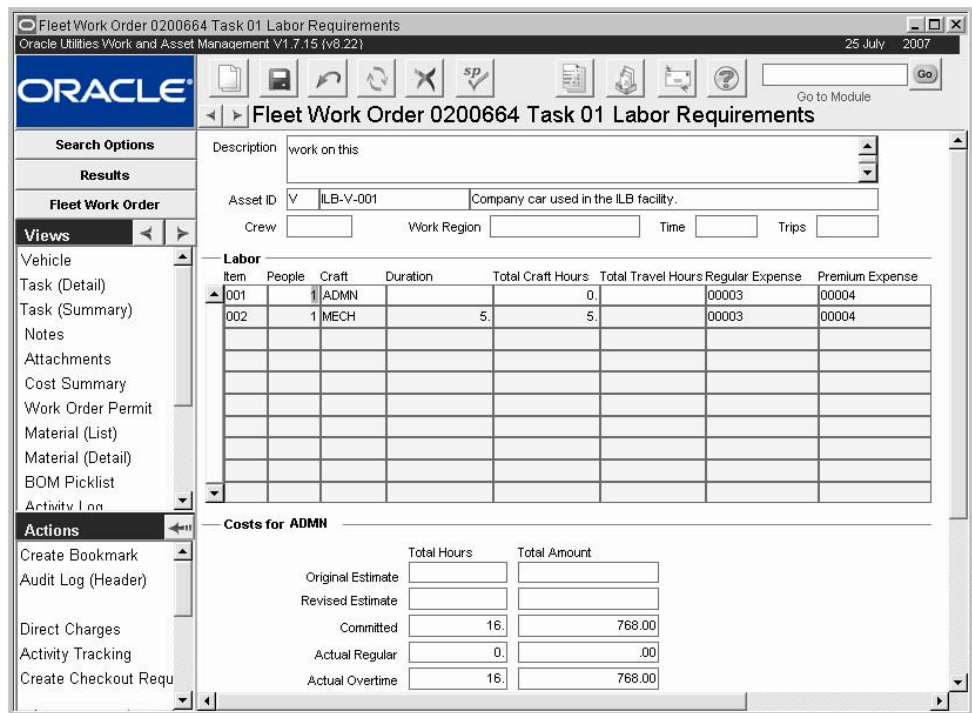 Fleet Work Order 0200664 Task 01 Labor Requirements
Oracle Utilities Work and Asset Management V1.7.15 {v8.22} 25 July 2007
ORACLE
sp
?
Go
Go to Module
Fleet Work Order 0200664 Task 01 Labor Requirements
Search Options
Results
Fleet Work Order
Views
Vehicle
Task (Detail)
Task (Summary)
Notes
Attachments
Cost Summary
Work Order Permit
Material (List)
Material (Detail)
BOM Picklist
Activity Log
Actions
Create Bookmark
Audit Log (Header)
Direct Charges
Activity Tracking
Create Checkout Requ
Description work on this
Asset ID V ILB-V-001 Company car used in the ILB facility.
Crew Work Region Time Trips
Labor
Item People Craft Duration Total Craft Hours Total Travel Hours Regular Expense Premium Expense
001 1 ADMN 0. 00003 00004
002 1 MECH 5. 5. 00003 00004
Costs for ADMN
Total Hours Total Amount
Original Estimate
Revised Estimate
Committed 16. 768.00
Actual Regular 0. .00
Actual Overtime 16. 768.00